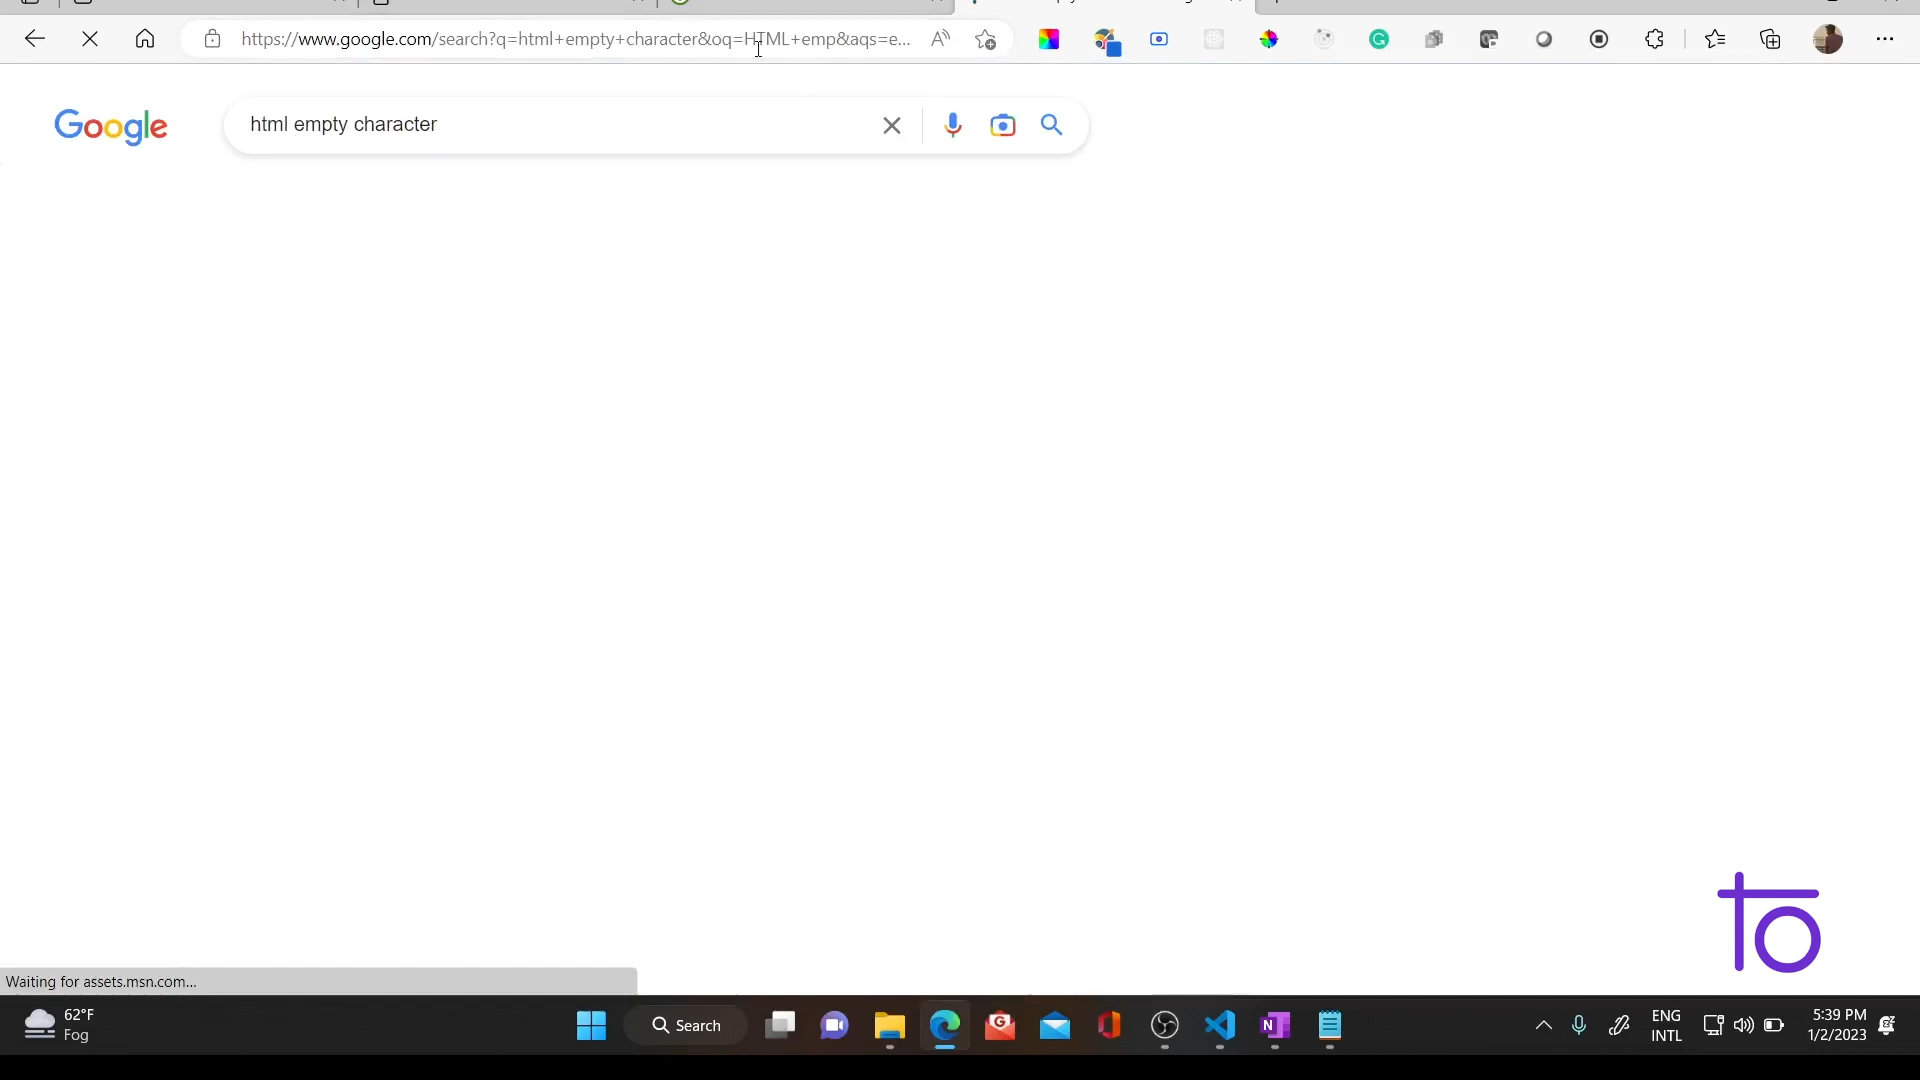 https://www.google.com/search?q=html+empty+character&oq=HTML+emp&aqs=e...
Google
html empty character
to
Waiting for assets.msn.com...
62°F
Fog
Search
ENG
INTL
5:39 PM
1/2/2023